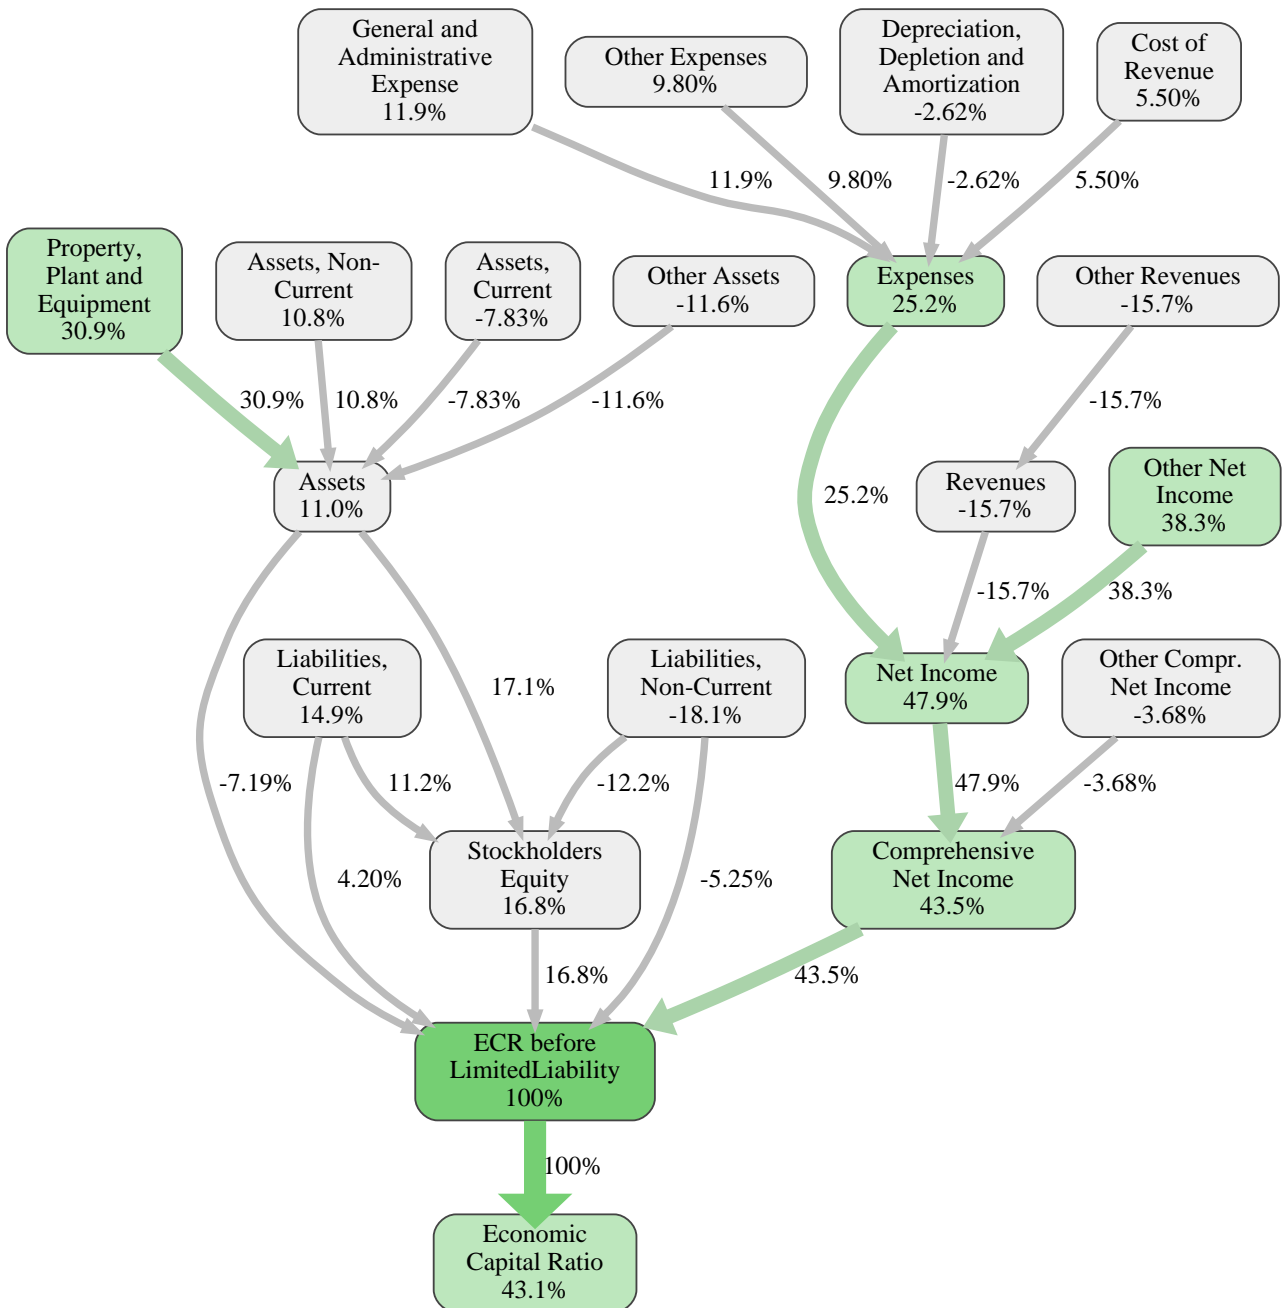 General and
Administrative
Expense
11.9%
Other Expenses
9.80%
Depreciation,
Depletion and
Amortization
-2.62%
Cost of
Revenue
5.50%
11.9%
9.80%
-2.62%
5.50%
Property,
Plant and
Equipment
30.9%
Assets, Non-
Current
10.8%
Assets,
Current
-7.83%
Other Assets
-11.6%
Expenses
25.2%
Other Revenues
-15.7%
30.9%
10.8%
-7.83%
-11.6%
-15.7%
Assets
11.0%
25.2%
Revenues
-15.7%
Other Net
Income
38.3%
-15.7%
38.3%
Liabilities,
Current
14.9%
17.1%
Liabilities,
Non-Current
-18.1%
Net Income
47.9%
Other Compr.
Net Income
-3.68%
-7.19%
11.2%
-12.2%
47.9%
-3.68%
4.20%
Stockholders
Equity
16.8%
-5.25%
Comprehensive
Net Income
43.5%
16.8%
43.5%
ECR before
LimitedLiability
100%
100%
Economic
Capital Ratio
43.1%